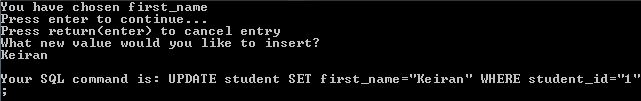 You have chosen first_name
Press enter to continue...
Press return(enter) to cancel entry
What new value would you like to insert?
Keiran
Your SQL command is: UPDATE student SET first_name="Keiran" WHERE student_id="1"
;